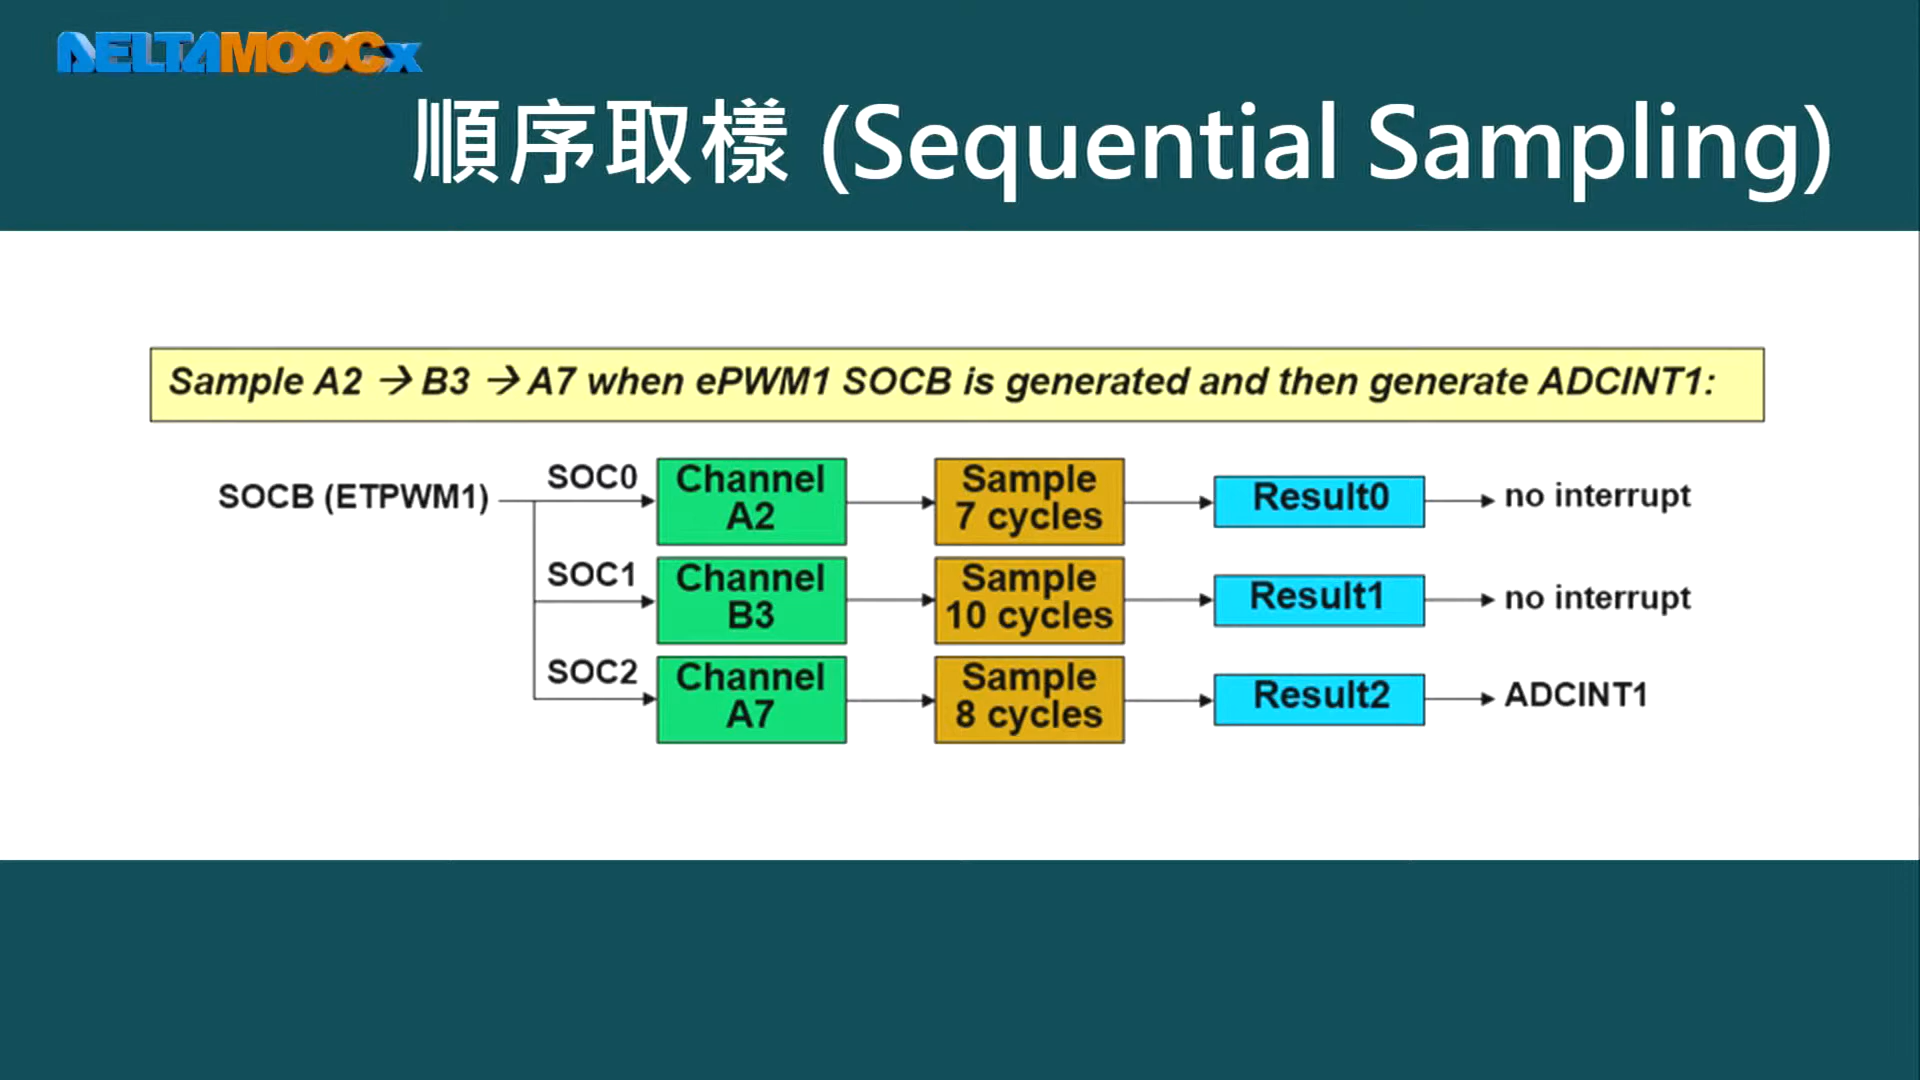 DELTAMOOCx
順序取樣 (Sequential Sampling)
Sample A2 → B3 → A7 when ePWM1 SOCB is generated and then generate ADCINT1:
SOCB (ETPWM1)
SOC0
Channel
A2
Sample
7 cycles
Result0
no interrupt
SOC1
Channel
B3
Sample
10 cycles
Result1
no interrupt
SOC2
Channel
A7
Sample
8 cycles
Result2
ADCINT1